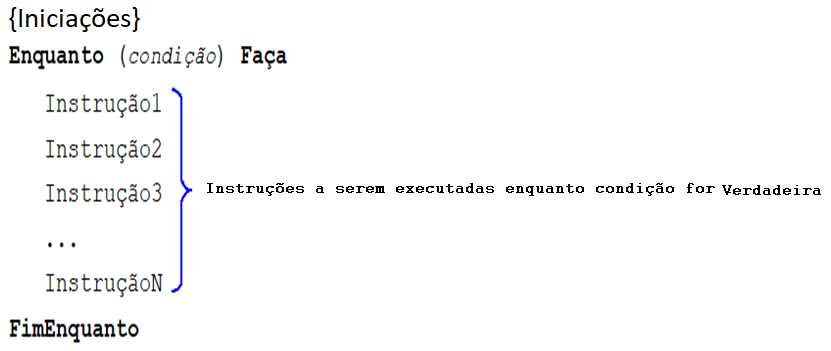 {Iniciações}
Enquanto (condição) Faça
Instrução1
Instrução2
Instrução3
Instruções a serem executadas enquanto condição for Verdadeira
...
InstruçãoN
FimEnquanto